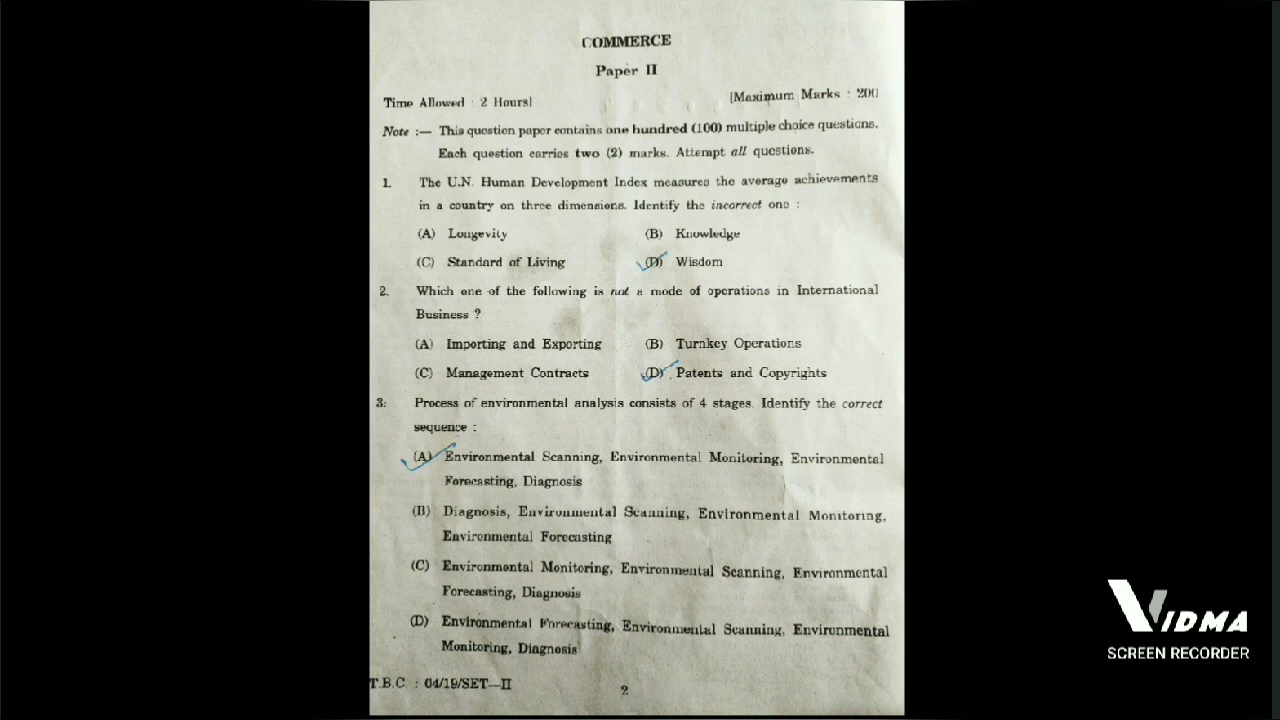 COMMERCE
Paper II
Time Allowed : 2 Hours] [Maximum Marks : 200
Note :— This question paper contains one hundred (100) multiple choice questions.
Each question carries two (2) marks. Attempt all questions.
1. The U.N. Human Development Index measures the average achievements
in a country on three dimensions. Identify the incorrect one :
(A) Longevity (B) Knowledge
(C) Standard of Living (D) Wisdom
2. Which one of the following is not a mode of operations in International
Business ?
(A) Importing and Exporting (B) Turnkey Operations
(C) Management Contracts (D) Patents and Copyrights
3. Process of environmental analysis consists of 4 stages. Identify the correct
sequence :
(A) Environmental Scanning, Environmental Monitoring, Environmental
Forecasting, Diagnosis
(B) Diagnosis, Environmental Scanning, Environmental Monitoring,
Environmental Forecasting
(C) Environmental Monitoring, Environmental Scanning, Environmental
Forecasting, Diagnosis
(D) Environmental Forecasting, Environmental Scanning, Environmental
Monitoring, Diagnosis
T.B.C. : 04/19/SET—II
2
VIDMA
SCREEN RECORDER